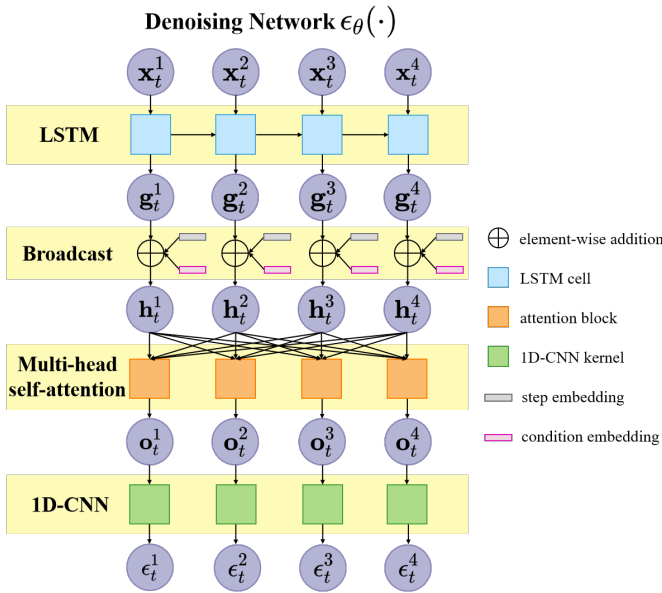 Denoising Network ϵ_θ(·)
x_t^1 x_t^2 x_t^3 x_t^4
LSTM
g_t^1 g_t^2 g_t^3 g_t^4
Broadcast
h_t^1 h_t^2 h_t^3 h_t^4
Multi-head
self-attention
o_t^1 o_t^2 o_t^3 o_t^4
1D-CNN
ϵ_t^1 ϵ_t^2 ϵ_t^3 ϵ_t^4
element-wise addition
LSTM cell
attention block
1D-CNN kernel
step embedding
condition embedding